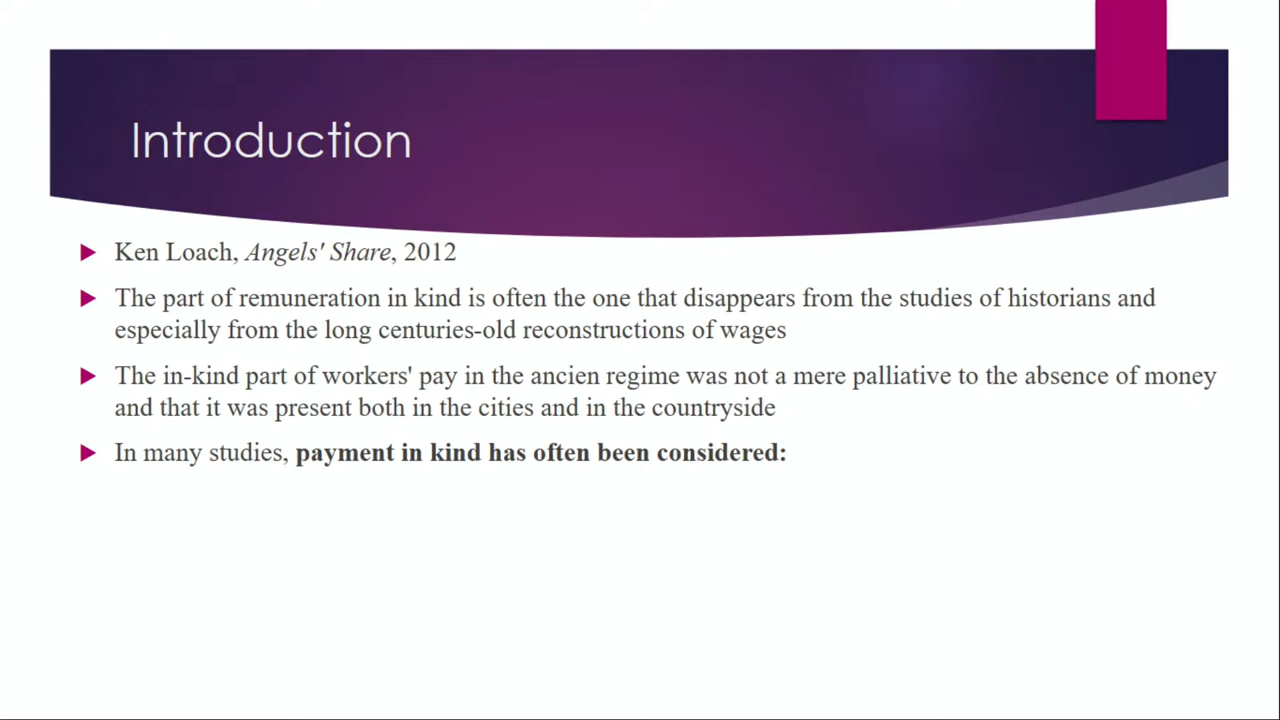 Introduction
Ken Loach, Angels' Share, 2012
The part of remuneration in kind is often the one that disappears from the studies of historians and
especially from the long centuries-old reconstructions of wages
The in-kind part of workers' pay in the ancien regime was not a mere palliative to the absence of money
and that it was present both in the cities and in the countryside
In many studies, payment in kind has often been considered: